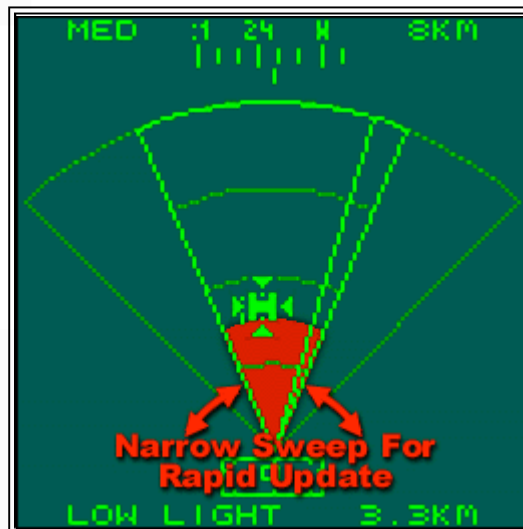 MED :1 24 W 8KM
Narrow Sweep For
Rapid Update
LOW LIGHT 3.3KM